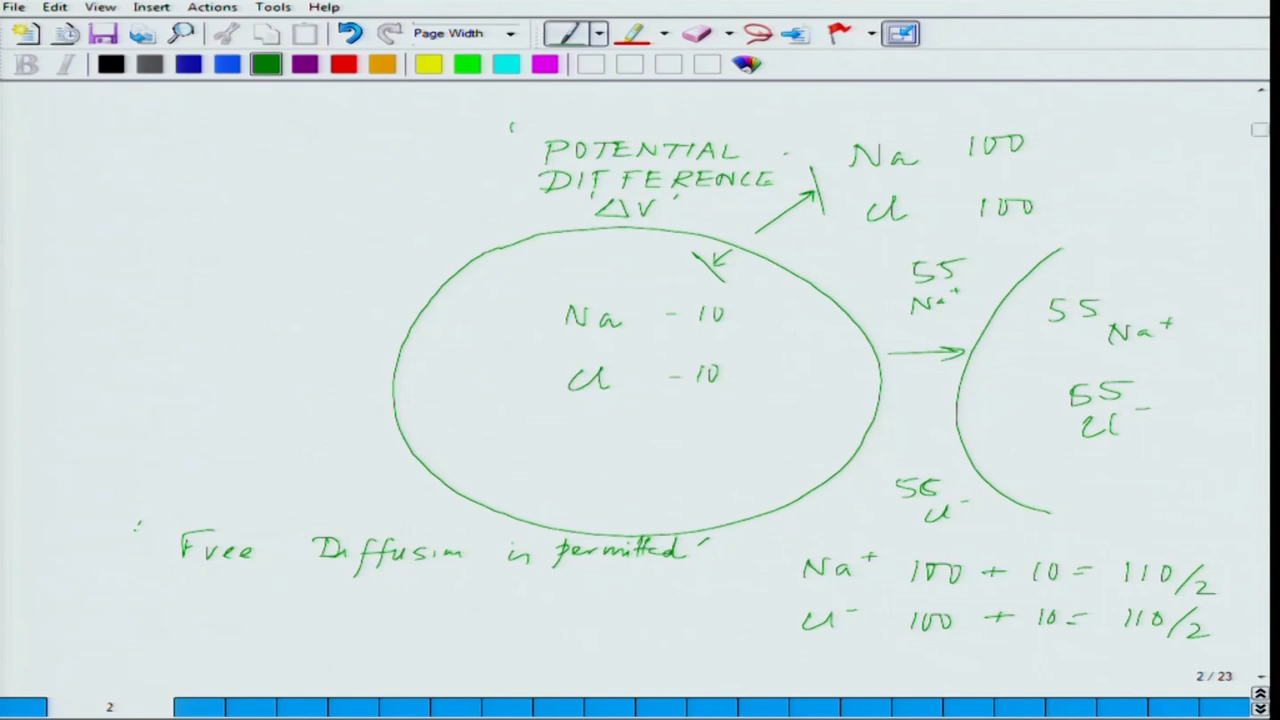 File Edit View Insert Actions Tools Help
Page Width
POTENTIAL
DIFFERENCE
'ΔV'
Na 100
Cl 100
Na - 10
Cl - 10
55
Na+
55
Cl-
55
Na+
55
Cl-
'Free Diffusion is permitted'
Na+ 100 + 10 = 110/2
Cl- 100 + 10 = 110/2
2 / 23
2